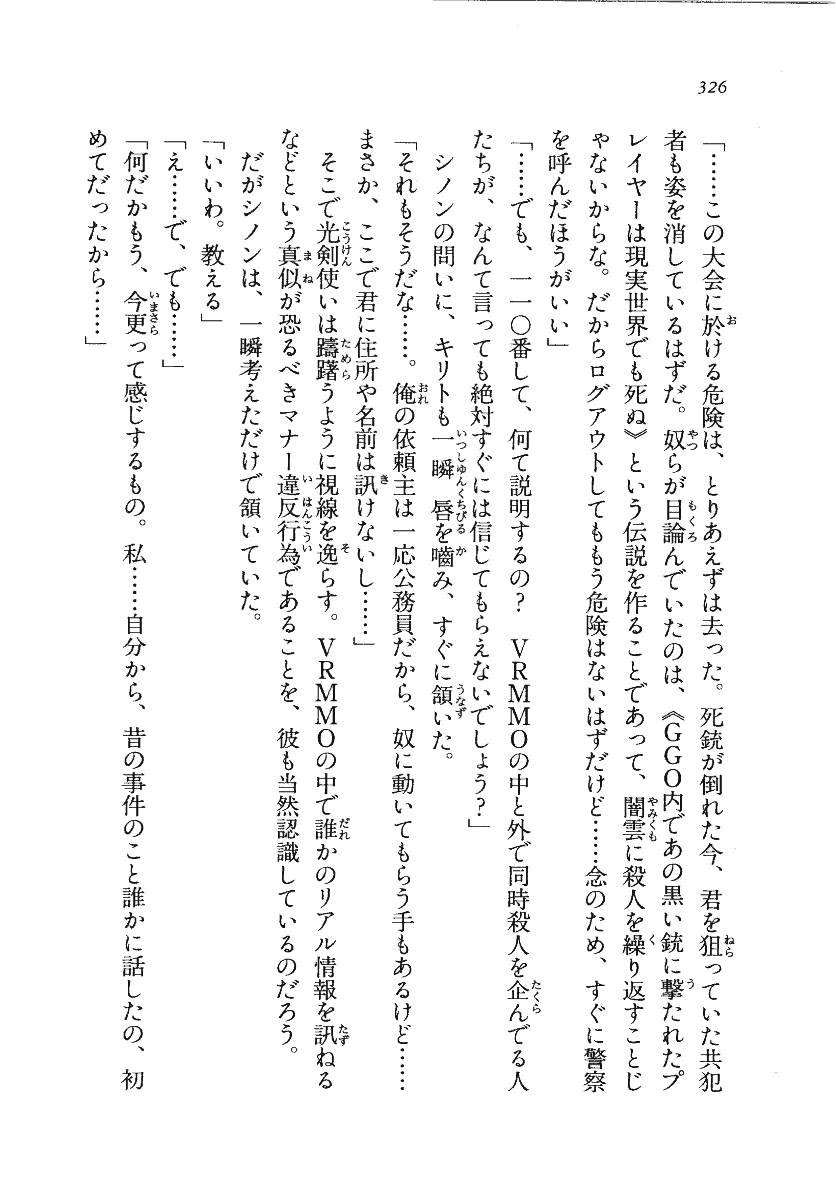 326
「……この大会に於ける危険は、とりあえずは去った。死銃が倒れた今、君を狙っていた共犯
者も姿を消しているはずだ。奴らが目論んでいたのは、《GGO内であの黒い銃に撃たれたプ
レイヤーは現実世界でも死ぬ》という伝説を作ることであって、闇雲に殺人を繰り返すことじ
ゃないからな。だからログアウトしてももう危険はないはずだけど……念のため、すぐに警察
を呼んだほうがいい」
「……でも、一一〇番して、何て説明するの？　VRMMOの中と外で同時殺人を企んでる人
たちが、なんて言っても絶対すぐには信じてもらえないでしょう？」
　シノンの問いに、キリトも一瞬唇を噛み、すぐに頷いた。
「それもそうだな……。俺の依頼主は一応公務員だから、奴に動いてもらう手もあるけど……
まさか、ここで君に住所や名前は訊けないし……」
　そこで光剣使いは躊躇うように視線を逸らす。VRMMOの中で誰かのリアル情報を訊ねる
などという真似が恐るべきマナー違反行為であることを、彼も当然認識しているのだろう。
　だがシノンは、一瞬考えただけで頷いていた。
「いいわ。教える」
「え……で、でも……」
「何だかもう、今更って感じするもの。私……自分から、昔の事件のこと誰かに話したの、初
めてだったから……」